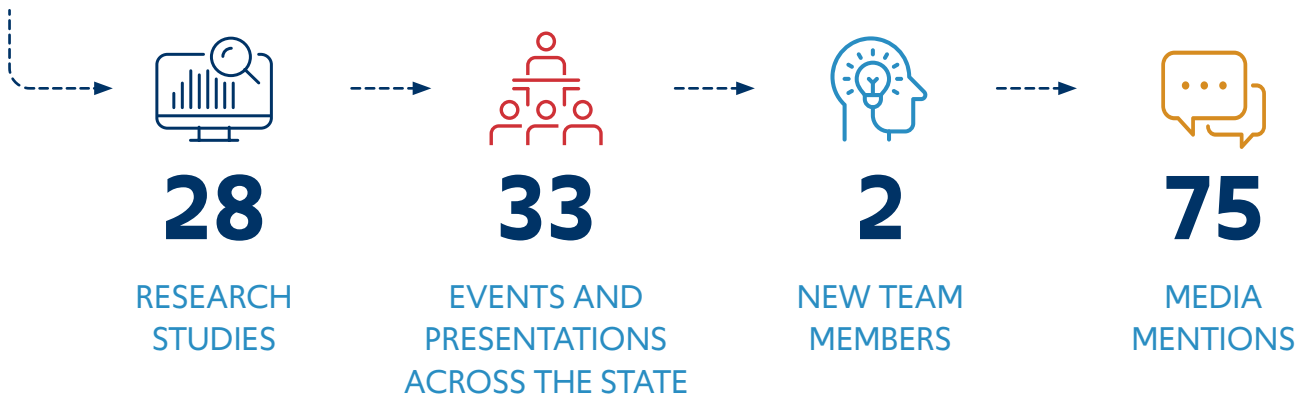 28
RESEARCH
STUDIES
33
EVENTS AND
PRESENTATIONS
ACROSS THE STATE
2
NEW TEAM
MEMBERS
75
MEDIA
MENTIONS